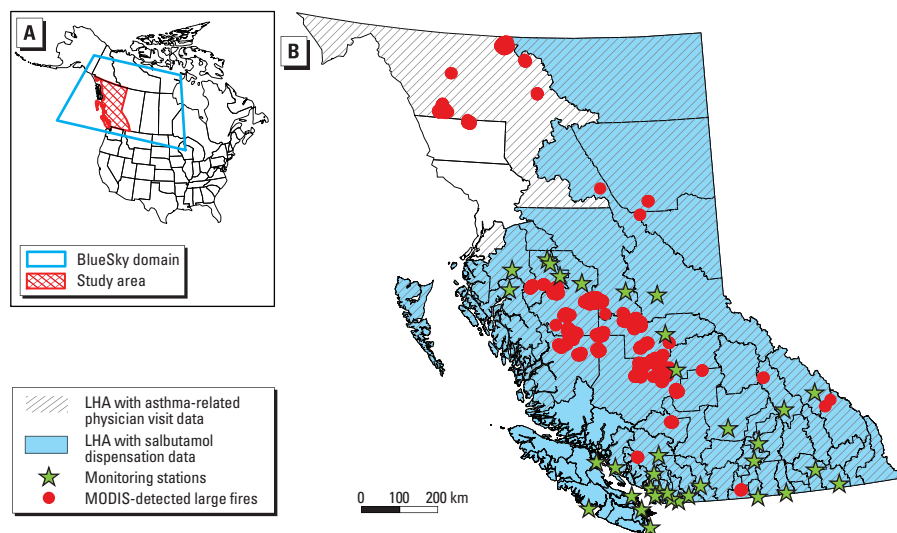 A
BlueSky domain
Study area
B
LHA with asthma-related
physician visit data
LHA with salbutamol
dispensation data
Monitoring stations
MODIS-detected large fires
0 100 200 km